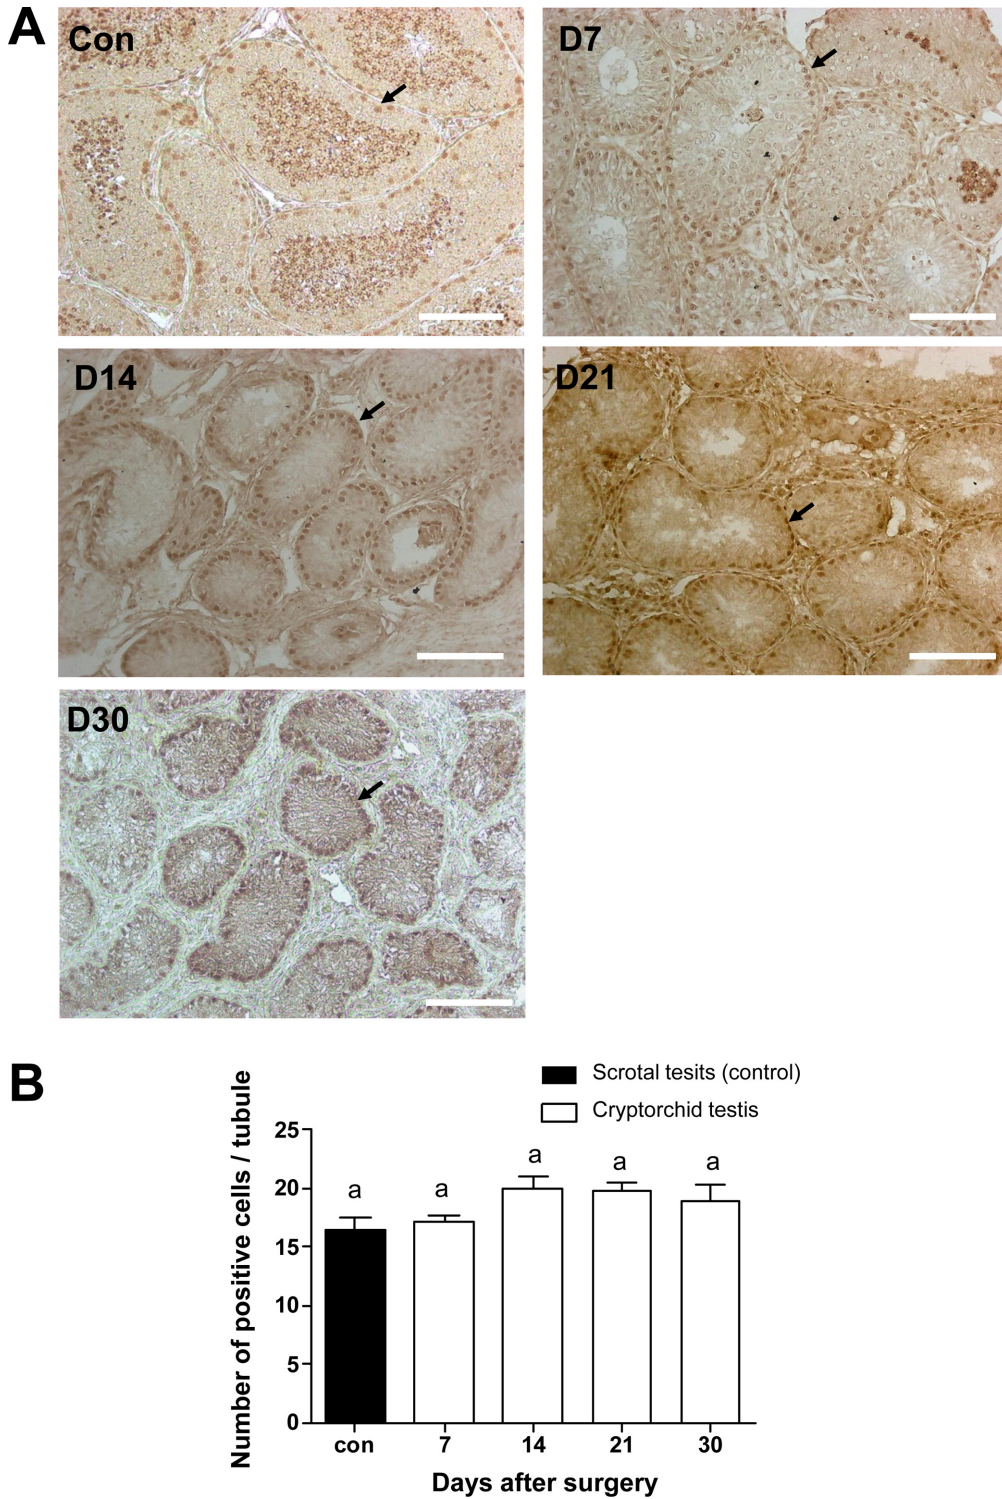 A
Con
D7
D14
D21
D30
B
Scrotal tesits (control)
Cryptorchid testis
Number of positive cells / tubule
25
20
15
10
5
0
a
a
a
a
a
con
7
14
21
30
Days after surgery